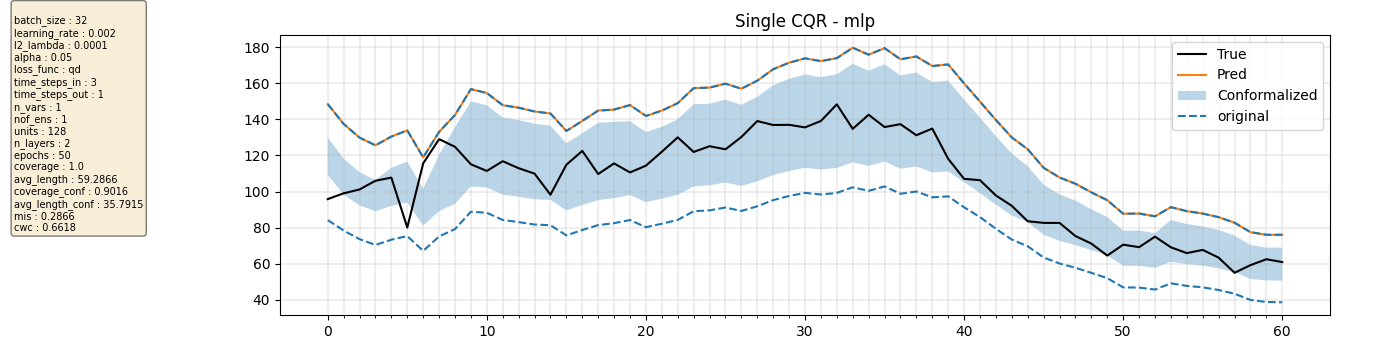 Single CQR - mlp
batch_size : 32
learning_rate : 0.002
l2_lambda : 0.0001
alpha : 0.05
loss_func : qd
time_steps_in : 3
time_steps_out : 1
n_vars : 1
nof_ens : 1
units : 128
n_layers : 2
epochs : 50
coverage : 1.0
avg_length : 59.2866
coverage_conf : 0.9016
avg_length_conf : 35.7915
mis : 0.2866
cwc : 0.6618
180
160
140
120
100
80
60
40
True
Pred
Conformalized
original
0 10 20 30 40 50 60